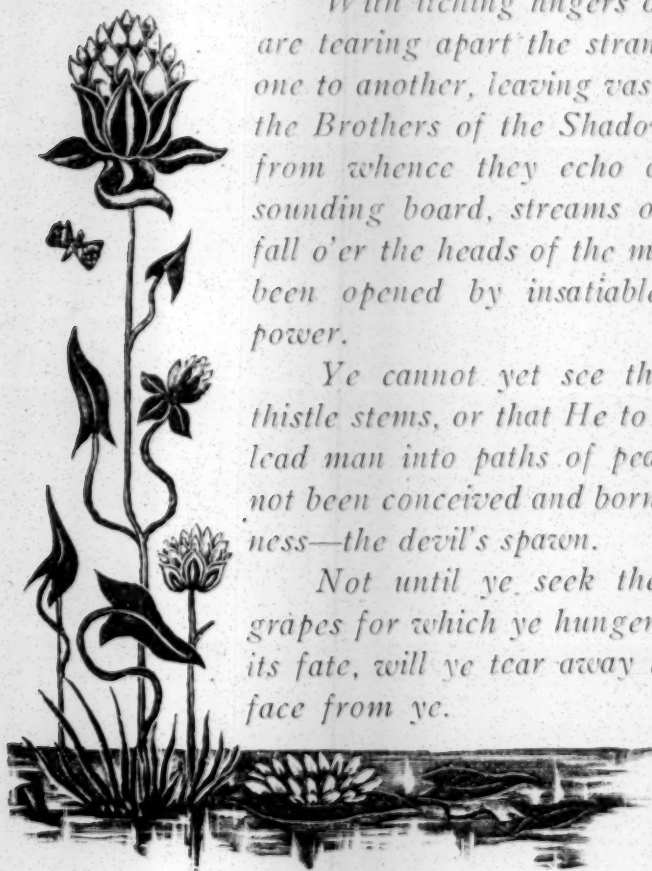 With itching fingers o
are tearing apart the stran
one to another, leaving vas
the Brothers of the Shado
from whence they echo
sounding board, streams o
fall o'er the heads of the m
been opened by insatiabl
power.
Ye cannot yet see th
thistle stems, or that He to
lead man into paths of pea
not been conceived and born
ness—the devil's spawn.
Not until ye seek the
grapes for which ye hunger
its fate, will ye tear away
face from ye.